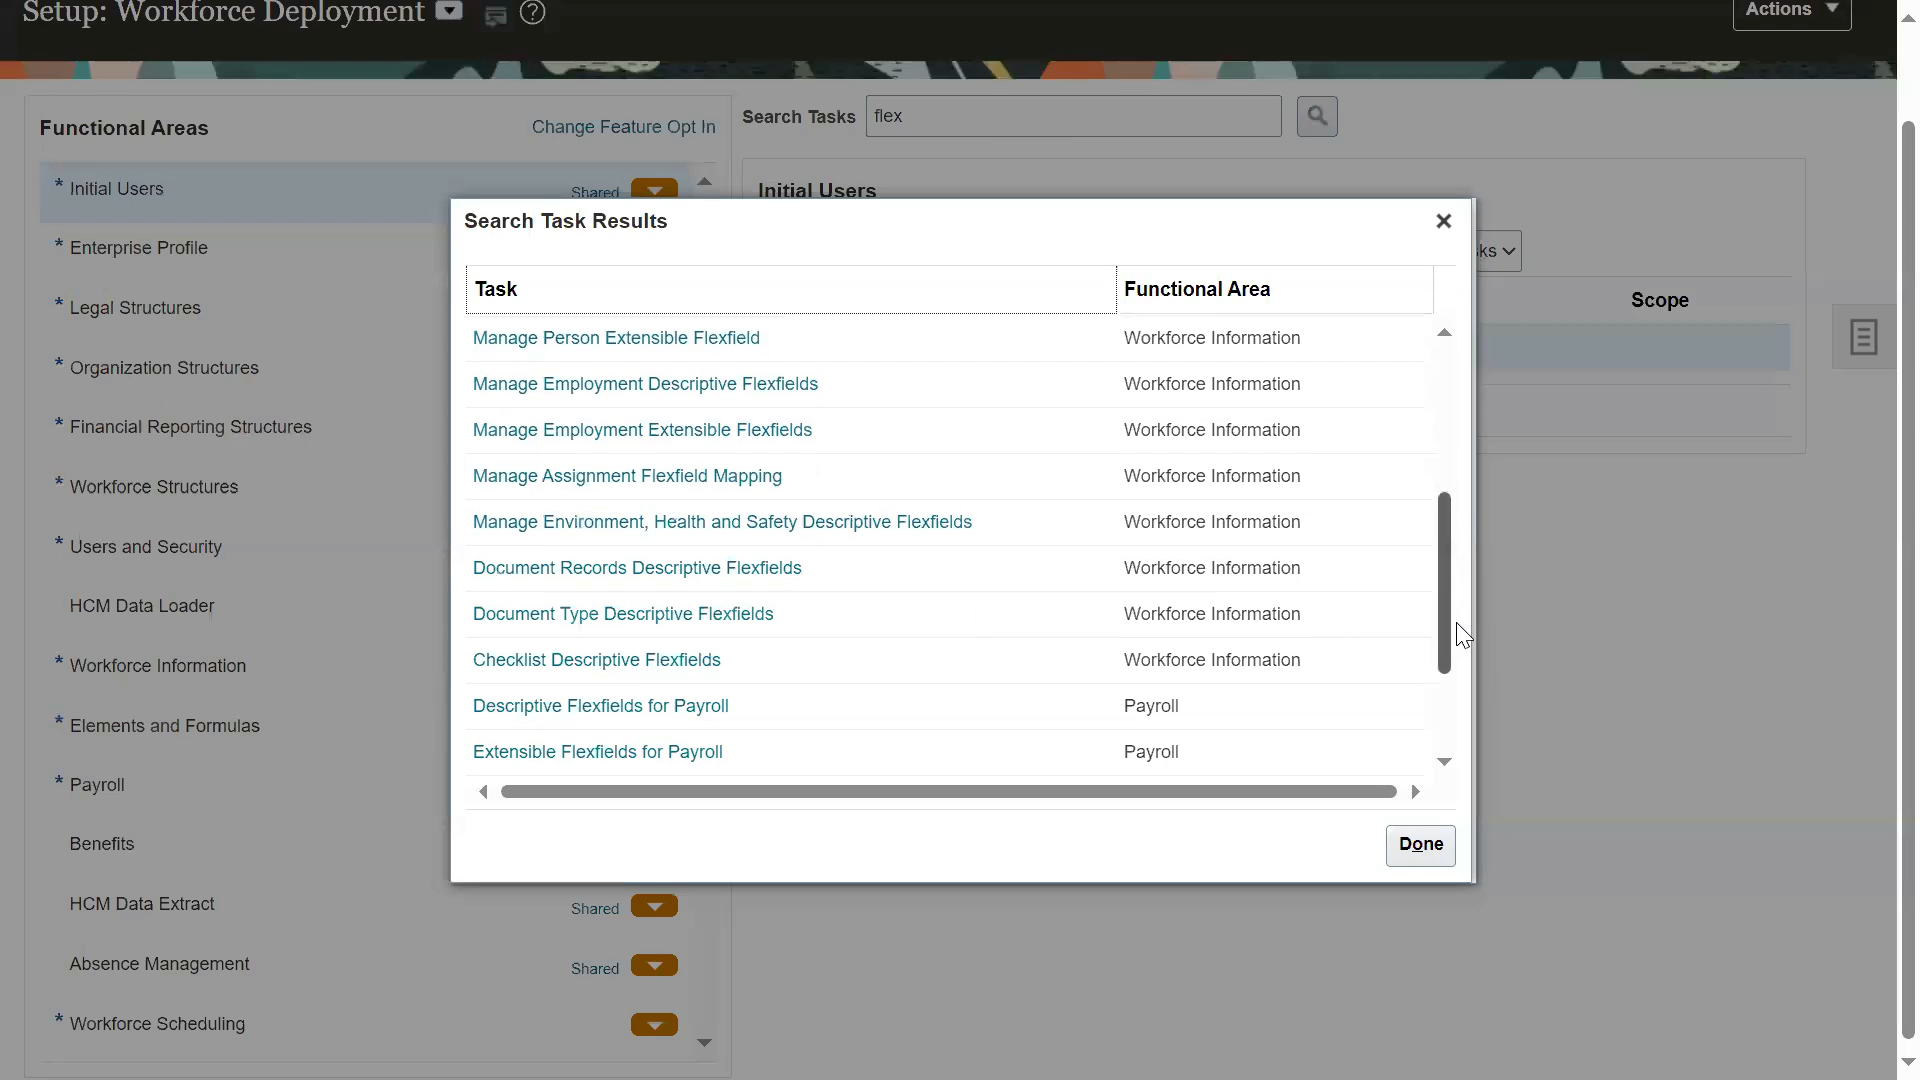 Setup: Workforce Deployment
Actions
Functional Areas
Change Feature Opt In
Search Tasks
flex
* Initial Users
Shared
Initial Users
* Enterprise Profile
* Legal Structures
* Organization Structures
* Financial Reporting Structures
* Workforce Structures
* Users and Security
HCM Data Loader
* Workforce Information
* Elements and Formulas
* Payroll
Benefits
HCM Data Extract
Shared
Absence Management
Shared
* Workforce Scheduling
Search Task Results
Task
Functional Area
Manage Person Extensible Flexfield
Workforce Information
Manage Employment Descriptive Flexfields
Workforce Information
Manage Employment Extensible Flexfields
Workforce Information
Manage Assignment Flexfield Mapping
Workforce Information
Manage Environment, Health and Safety Descriptive Flexfields
Workforce Information
Document Records Descriptive Flexfields
Workforce Information
Document Type Descriptive Flexfields
Workforce Information
Checklist Descriptive Flexfields
Workforce Information
Descriptive Flexfields for Payroll
Payroll
Extensible Flexfields for Payroll
Payroll
Done
ks
Scope